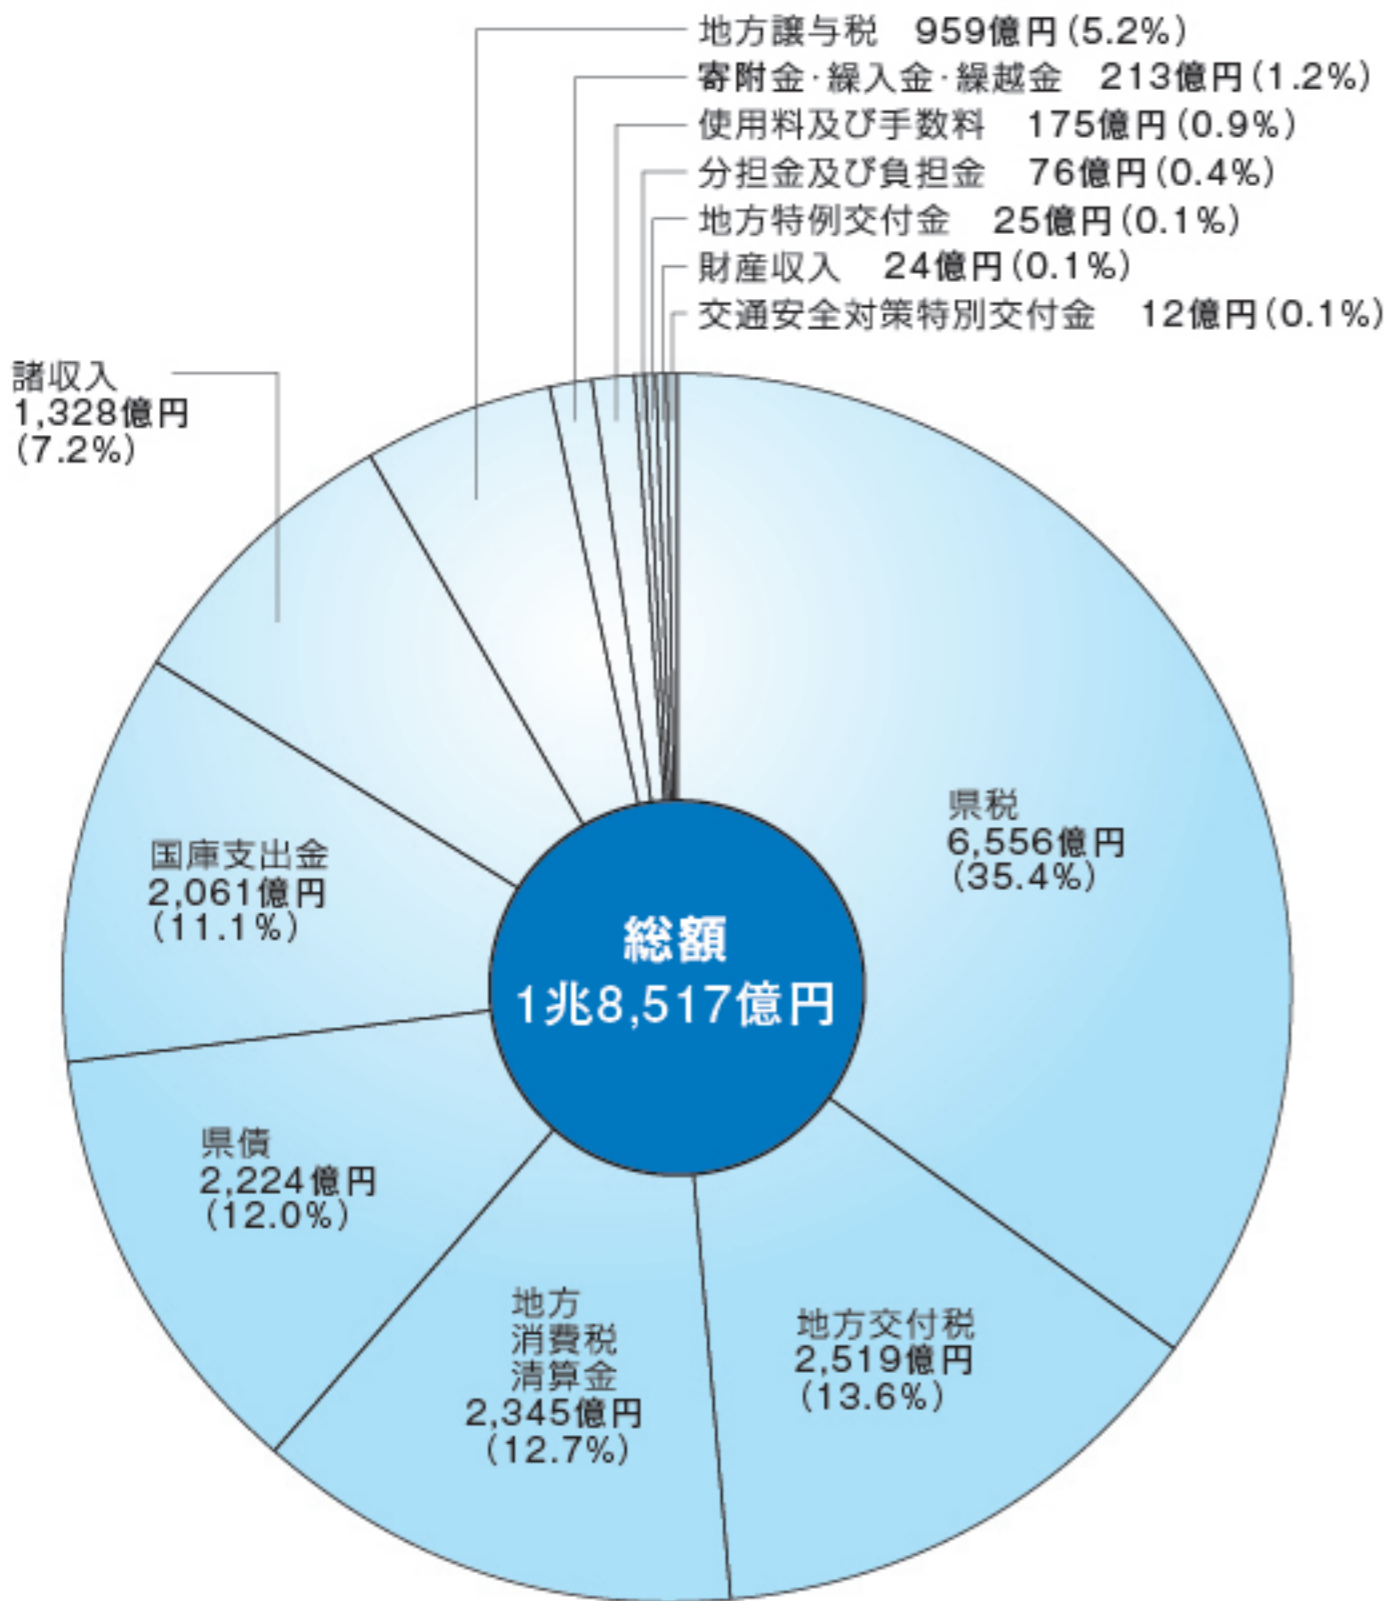 地方譲与税　959億円(5.2%)
寄附金・繰入金・繰越金　213億円(1.2%)
使用料及び手数料　175億円(0.9%)
分担金及び負担金　76億円(0.4%)
地方特例交付金　25億円(0.1%)
財産収入　24億円(0.1%)
交通安全対策特別交付金　12億円(0.1%)
諸収入
1,328億円
(7.2%)
県税
6,556億円
(35.4%)
国庫支出金
2,061億円
(11.1%)
総額
1兆8,517億円
県債
2,224億円
(12.0%)
地方
消費税
清算金
2,345億円
(12.7%)
地方交付税
2,519億円
(13.6%)